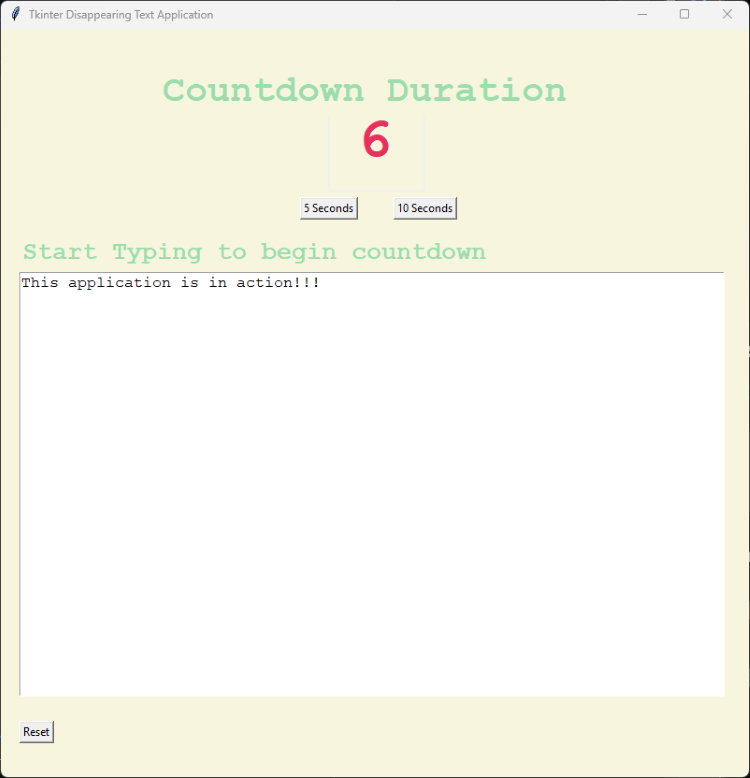 Tkinter Disappearing Text Application
Countdown Duration
6
5 Seconds 10 Seconds
Start Typing to begin countdown
This application is in action!!!
Reset